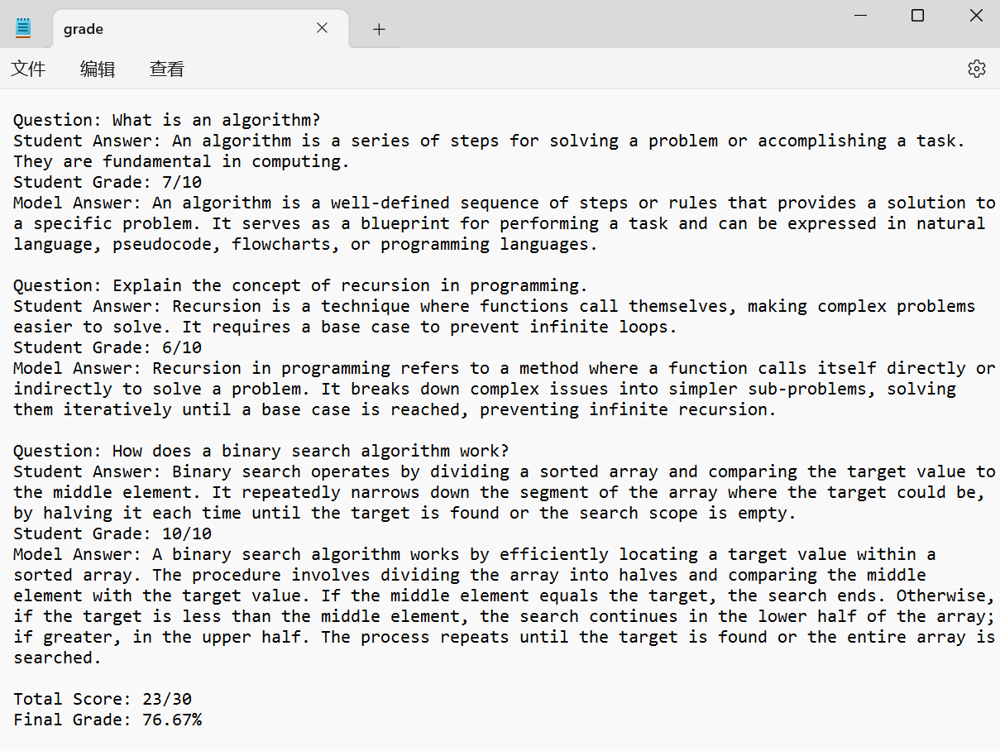 grade
文件 编辑 查看
Question: What is an algorithm?
Student Answer: An algorithm is a series of steps for solving a problem or accomplishing a task.
They are fundamental in computing.
Student Grade: 7/10
Model Answer: An algorithm is a well-defined sequence of steps or rules that provides a solution to
a specific problem. It serves as a blueprint for performing a task and can be expressed in natural
language, pseudocode, flowcharts, or programming languages.
Question: Explain the concept of recursion in programming.
Student Answer: Recursion is a technique where functions call themselves, making complex problems
easier to solve. It requires a base case to prevent infinite loops.
Student Grade: 6/10
Model Answer: Recursion in programming refers to a method where a function calls itself directly or
indirectly to solve a problem. It breaks down complex issues into simpler sub-problems, solving
them iteratively until a base case is reached, preventing infinite recursion.
Question: How does a binary search algorithm work?
Student Answer: Binary search operates by dividing a sorted array and comparing the target value to
the middle element. It repeatedly narrows down the segment of the array where the target could be,
by halving it each time until the target is found or the search scope is empty.
Student Grade: 10/10
Model Answer: A binary search algorithm works by efficiently locating a target value within a
sorted array. The procedure involves dividing the array into halves and comparing the middle
element with the target value. If the middle element equals the target, the search ends. Otherwise,
if the target is less than the middle element, the search continues in the lower half of the array;
if greater, in the upper half. The process repeats until the target is found or the entire array is
searched.
Total Score: 23/30
Final Grade: 76.67%